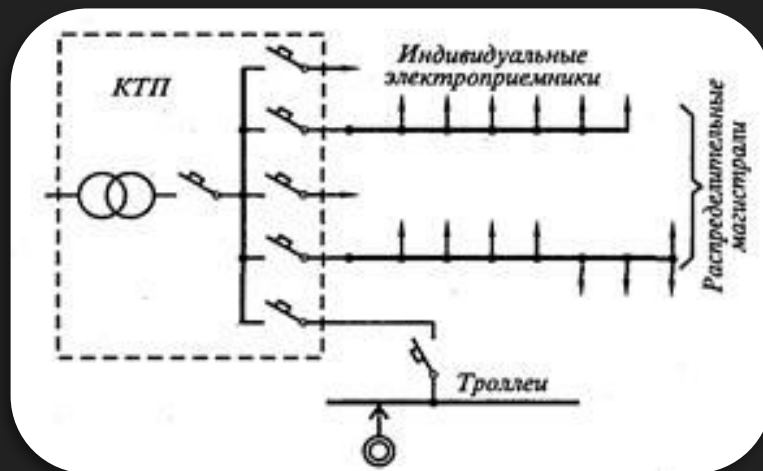 КТП
Индивидуальные
электроприемники
Распределительные
магистрали
Троллеи